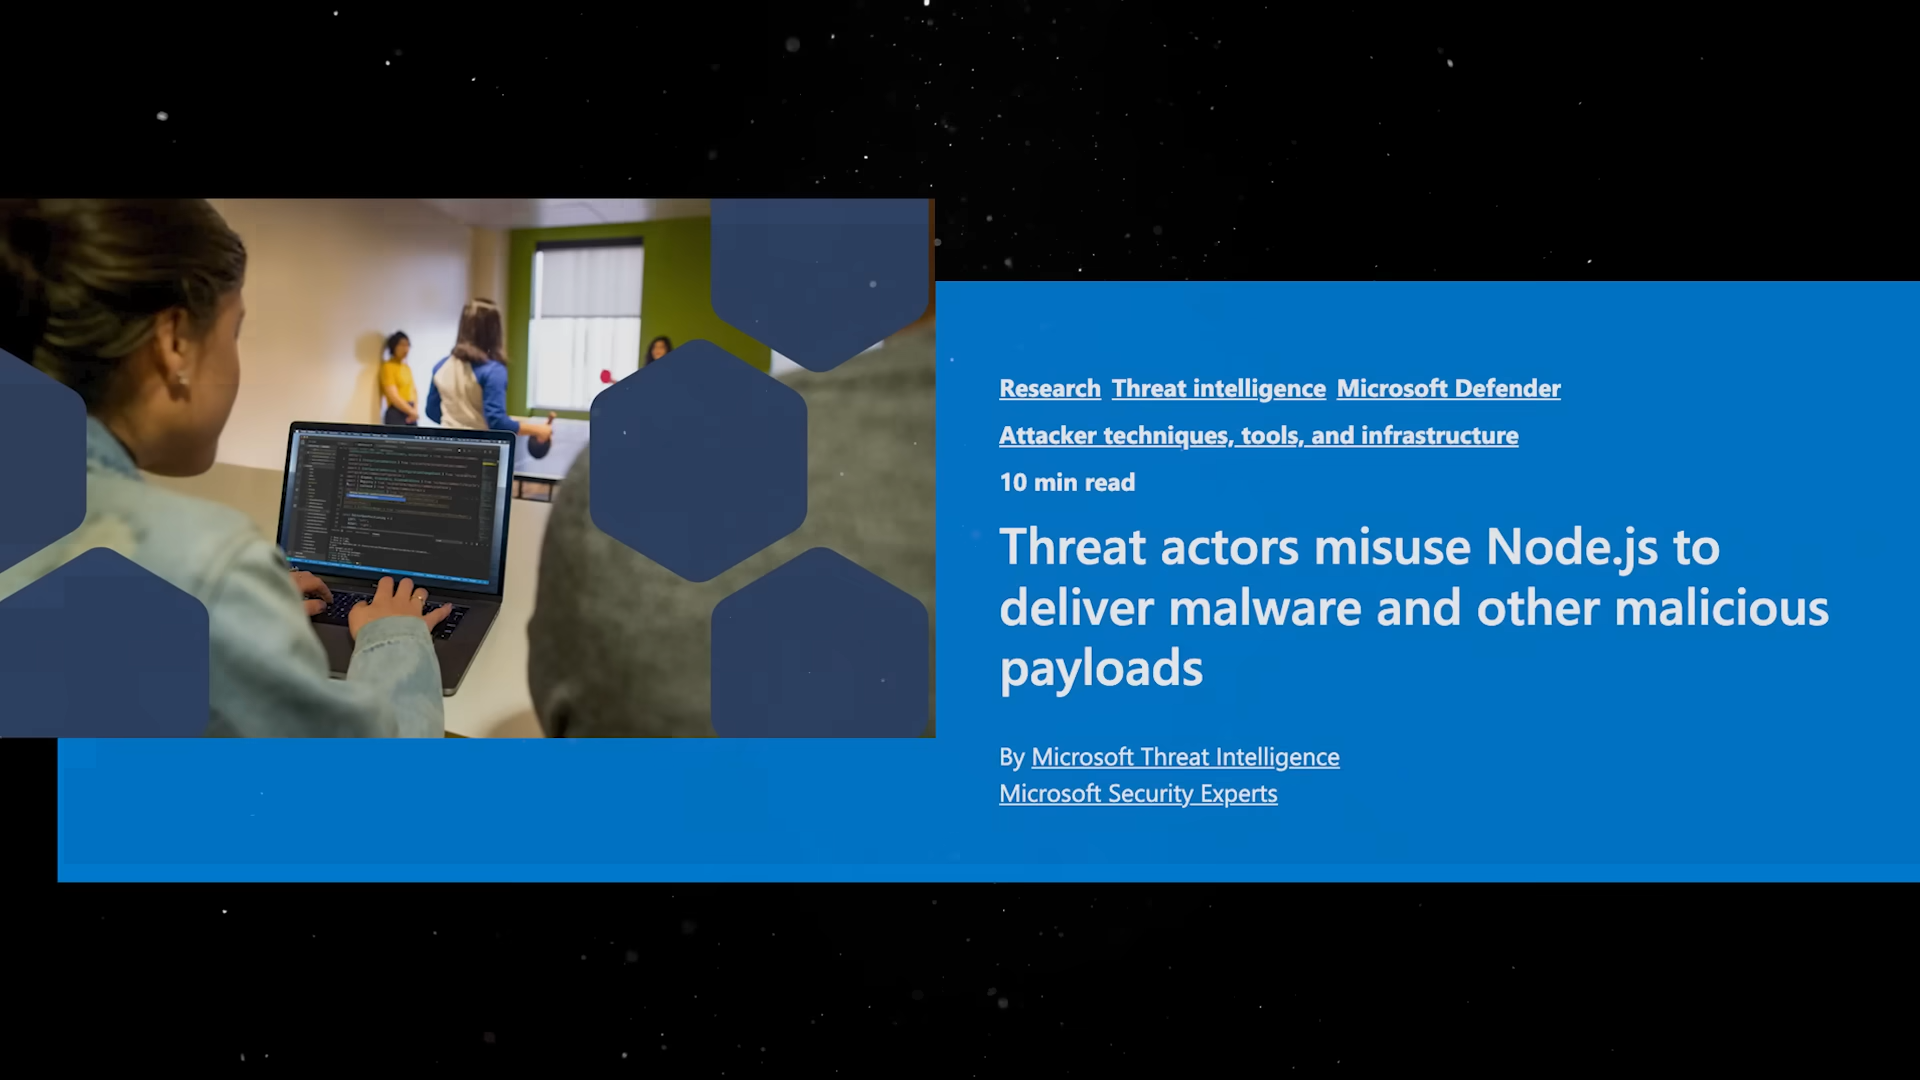 Research Threat intelligence Microsoft Defender
Attacker techniques, tools, and infrastructure
10 min read
Threat actors misuse Node.js to
deliver malware and other malicious
payloads
By Microsoft Threat Intelligence
Microsoft Security Experts